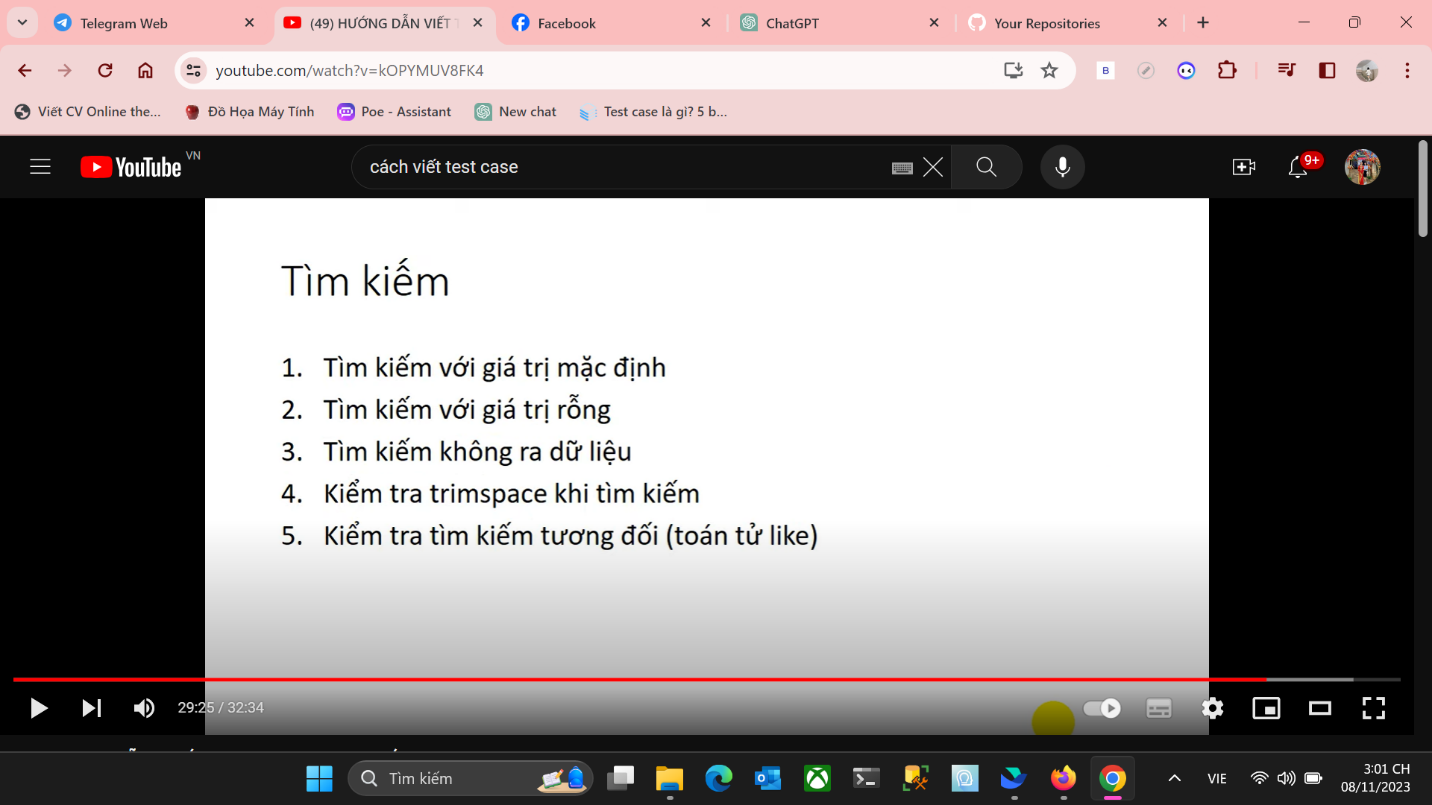 Telegram Web
(49) HƯỚNG DẪN VIẾT T
Facebook
ChatGPT
Your Repositories
youtube.com/watch?v=kOPYMUV8FK4
B
Viết CV Online the...
Đồ Họa Máy Tính
Poe - Assistant
New chat
Test case là gì? 5 b...
YouTube VN
cách viết test case
9+
Tìm kiếm
1. Tìm kiếm với giá trị mặc định
2. Tìm kiếm với giá trị rỗng
3. Tìm kiếm không ra dữ liệu
4. Kiểm tra trimspace khi tìm kiếm
5. Kiểm tra tìm kiếm tương đối (toán tử like)
29:25 / 32:34
Tìm kiếm
VIE
3:01 CH
08/11/2023